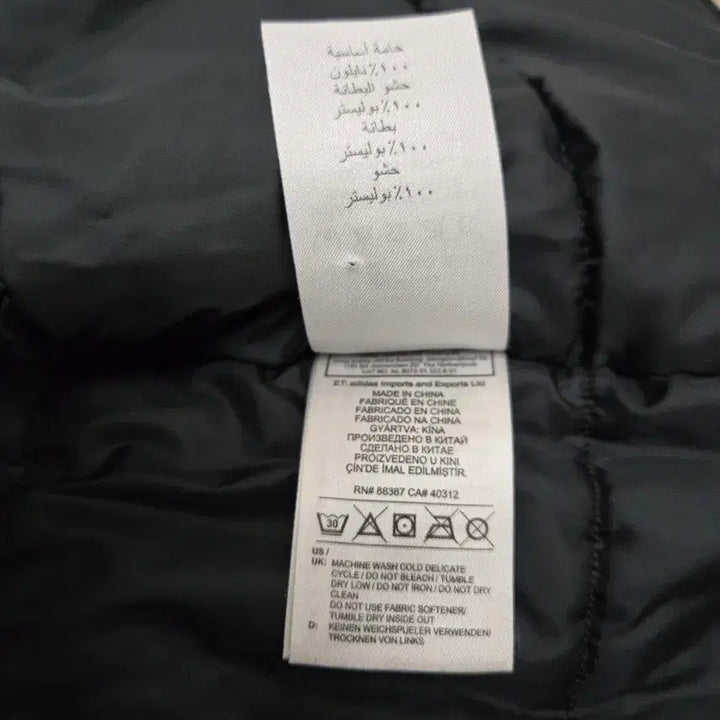 خامة أساسية
١٠٠٪ نايلون
حشو البطانة
١٠٠٪ بوليستر
بطانة
١٠٠٪ بوليستر
حشو
١٠٠٪ بوليستر
The Netherlands
ET: adidas Imports and Exports Ltd
MADE IN CHINA
FABRIQUÉ EN CHINE
FABRICADO EN CHINA
FABRICADO NA CHINA
GYÁRTVA: KÍNA
ПРОИЗВЕДЕНО В КИТАЙ
СДЕЛАНО В КИТАЕ
PROIZVEDENO U KINI
ÇİN'DE İMAL EDİLMİŞTİR.
RN# 88387 CA# 40312
30
US /
UK: MACHINE WASH COLD DELICATE
CYCLE / DO NOT BLEACH / TUMBLE
DRY LOW / DO NOT IRON / DO NOT DRY
CLEAN
DO NOT USE FABRIC SOFTENER/
TUMBLE DRY INSIDE OUT
D: KEINEN WEICHSPUELER VERWENDEN/
TROCKNEN VON LINKS